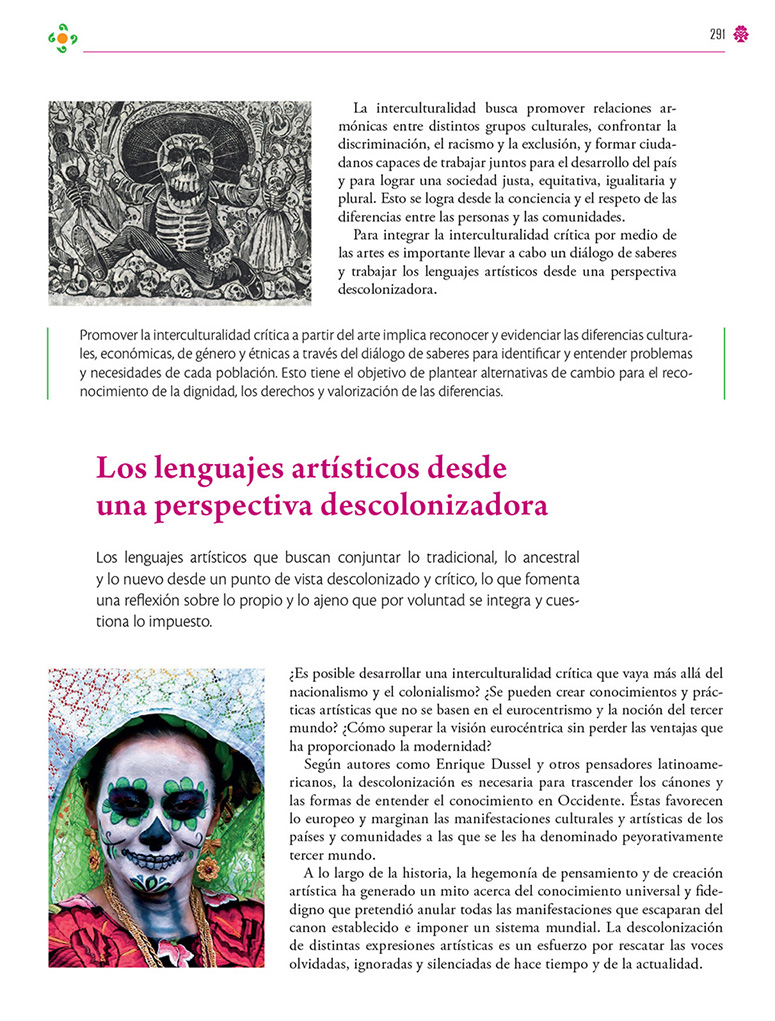 291
La interculturalidad busca promover relaciones ar-
mónicas entre distintos grupos culturales, confrontar la
discriminación, el racismo y la exclusión, y formar ciuda-
danos capaces de trabajar juntos para el desarrollo del país
y para lograr una sociedad justa, equitativa, igualitaria y
plural. Esto se logra desde la conciencia y el respeto de las
diferencias entre las personas y las comunidades.
Para integrar la interculturalidad crítica por medio de
las artes es importante llevar a cabo un diálogo de saberes
y trabajar los lenguajes artísticos desde una perspectiva
descolonizadora.
Promover la interculturalidad crítica a partir del arte implica reconocer y evidenciar las diferencias cultura-
les, económicas, de género y étnicas a través del diálogo de saberes para identificar y entender problemas
y necesidades de cada población. Esto tiene el objetivo de plantear alternativas de cambio para el reco-
nocimiento de la dignidad, los derechos y valorización de las diferencias.
Los lenguajes artísticos desde
una perspectiva descolonizadora
Los lenguajes artísticos que buscan conjuntar lo tradicional, lo ancestral
y lo nuevo desde un punto de vista descolonizado y crítico, lo que fomenta
una reflexión sobre lo propio y lo ajeno que por voluntad se integra y cues-
tiona lo impuesto.
¿Es posible desarrollar una interculturalidad crítica que vaya más allá del
nacionalismo y el colonialismo? ¿Se pueden crear conocimientos y prác-
ticas artísticas que no se basen en el eurocentrismo y la noción del tercer
mundo? ¿Cómo superar la visión eurocéntrica sin perder las ventajas que
ha proporcionado la modernidad?
Según autores como Enrique Dussel y otros pensadores latinoame-
ricanos, la descolonización es necesaria para trascender los cánones y
las formas de entender el conocimiento en Occidente. Éstas favorecen
lo europeo y marginan las manifestaciones culturales y artísticas de los
países y comunidades a las que se les ha denominado peyorativamente
tercer mundo.
A lo largo de la historia, la hegemonía de pensamiento y de creación
artística ha generado un mito acerca del conocimiento universal y fide-
digno que pretendió anular todas las manifestaciones que escaparan del
canon establecido e imponer un sistema mundial. La descolonización
de distintas expresiones artísticas es un esfuerzo por rescatar las voces
olvidadas, ignoradas y silenciadas de hace tiempo y de la actualidad.